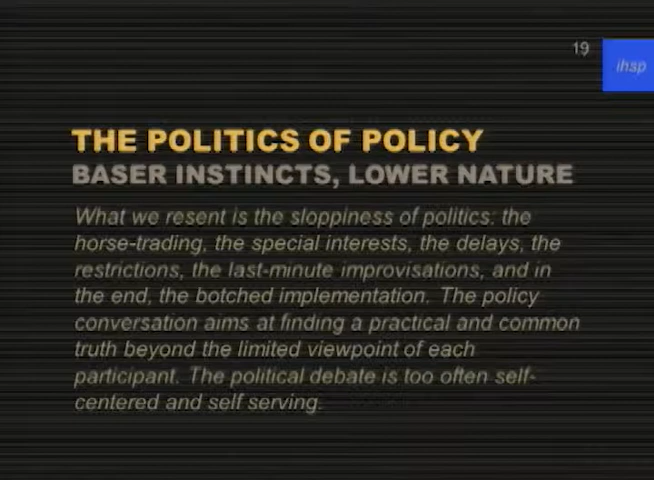 19
ihsp
THE POLITICS OF POLICY
BASER INSTINCTS, LOWER NATURE
What we resent is the sloppiness of politics: the
horse-trading, the special interests, the delays, the
restrictions, the last-minute improvisations, and in
the end, the botched implementation. The policy
conversation aims at finding a practical and common
truth beyond the limited viewpoint of each
participant. The political debate is too often self-
centered and self serving.